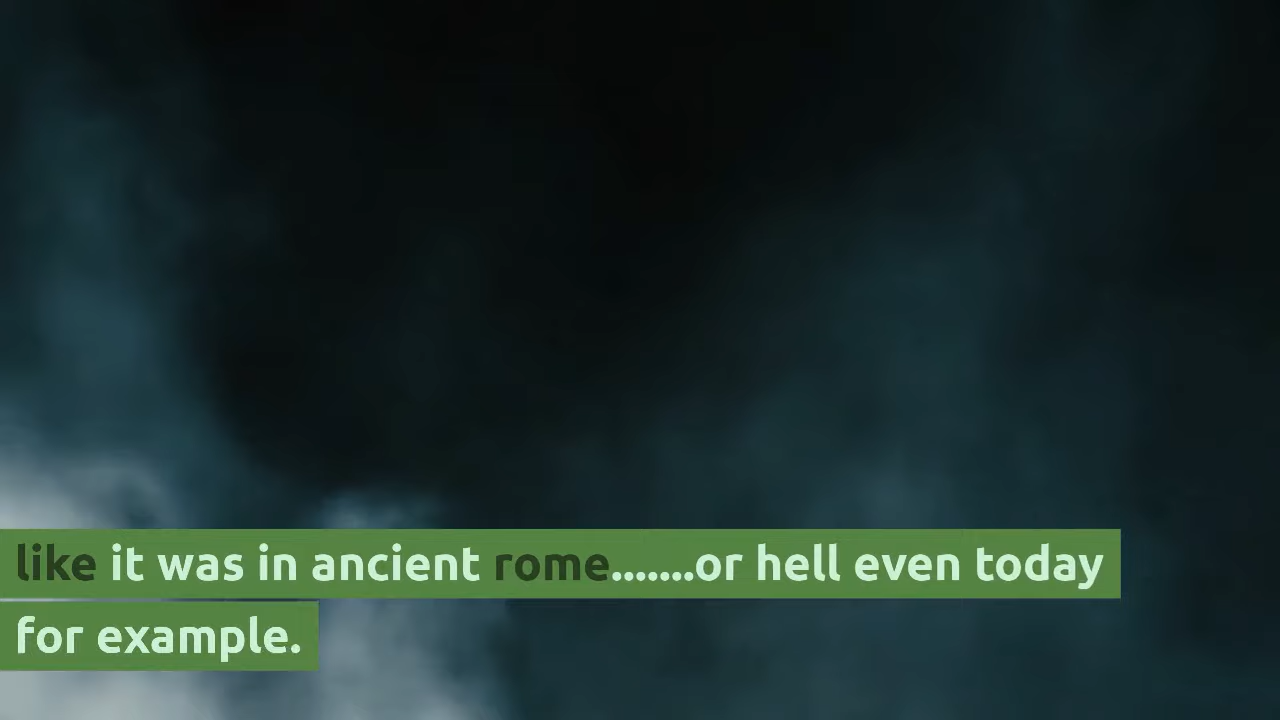 like it was in ancient rome.......or hell even today
for example.